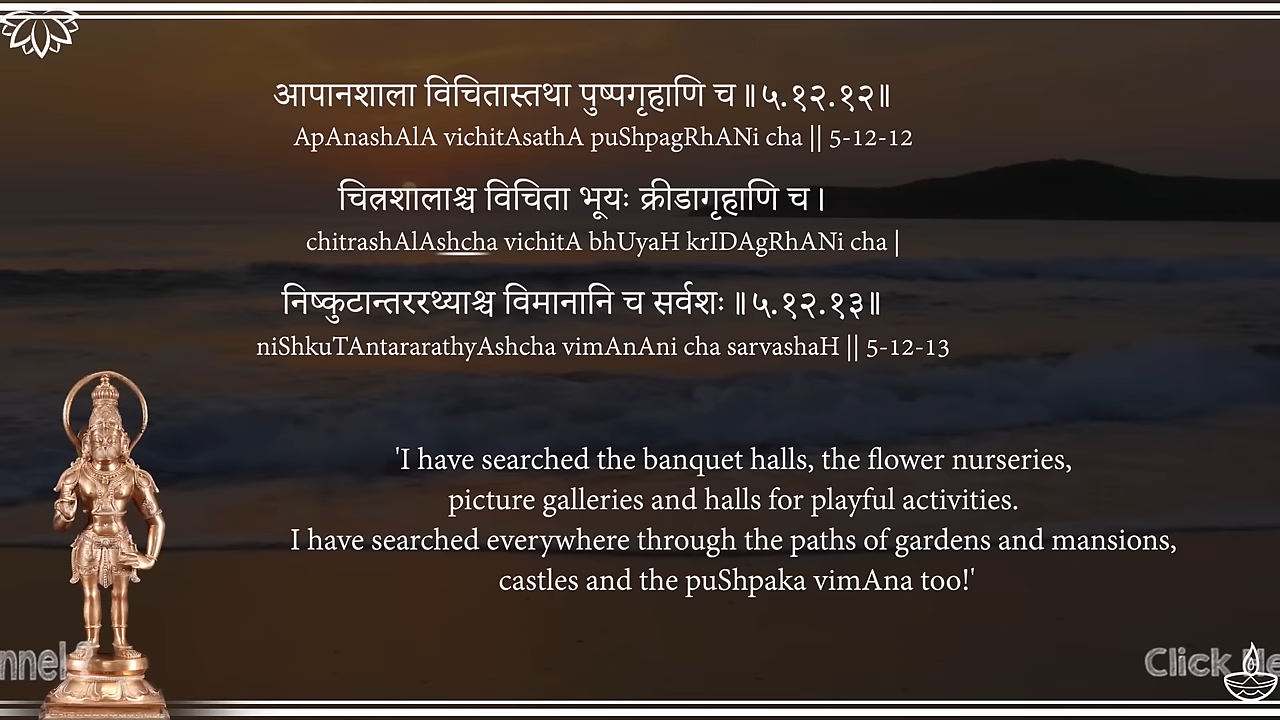 आपानशाला विचितास्तथा पुष्पगृहाणि च॥५.१२.१२॥
ApAnashAlA vichitAsathA puShpagRhANi cha || 5-12-12
चित्रशालाश्च विचिता भूयः क्रीडागृहाणि च।
chitrashAlAshcha vichitA bhUyaH krIDAgRhANi cha |
निष्कुटान्तररथ्याश्च विमानानि च सर्वशः॥५.१२.१३॥
niShkuTAntararathyAshcha vimAnAni cha sarvashaH || 5-12-13
'I have searched the banquet halls, the flower nurseries,
picture galleries and halls for playful activities.
I have searched everywhere through the paths of gardens and mansions,
castles and the puShpaka vimAna too!'
Click